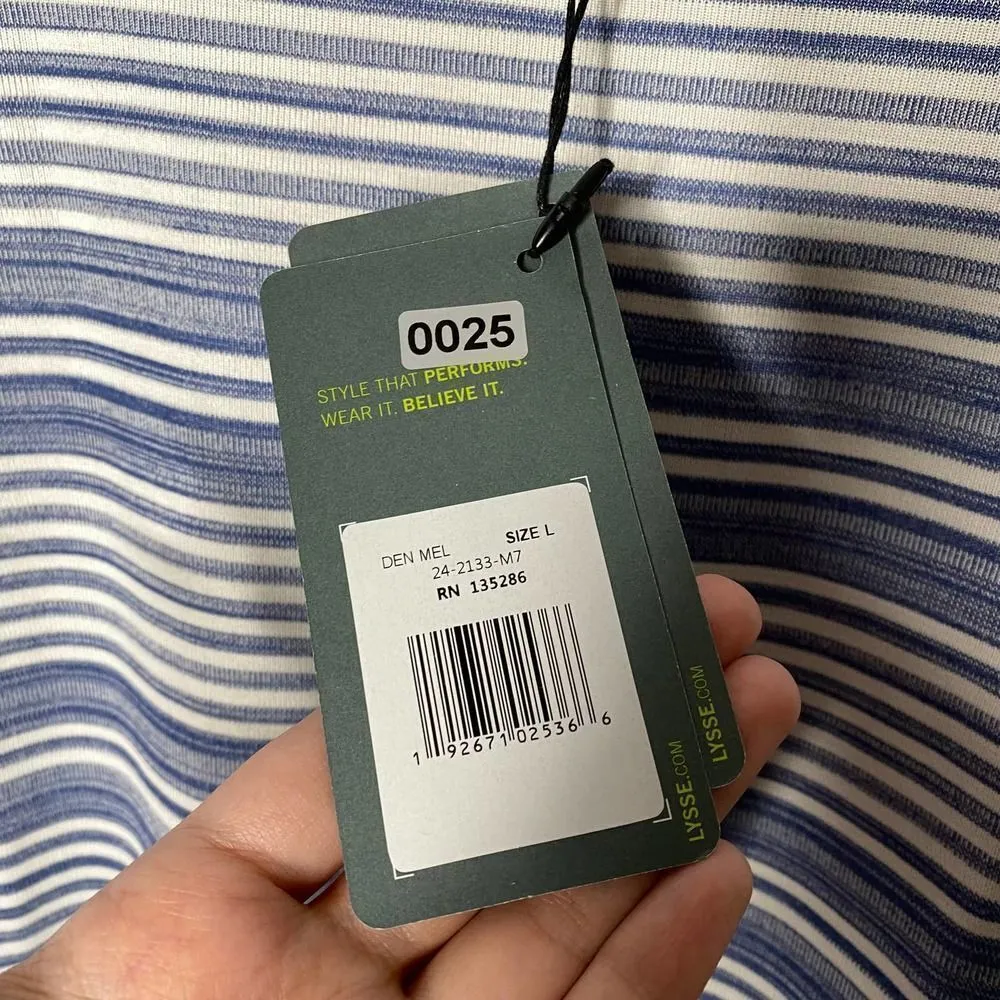 0025
STYLE THAT PERFORMS.
WEAR IT. BELIEVE IT.
DEN MEL SIZE L
24-2133-M7
RN 135286
1 92671 02536 6
LYSSE.COM
LYSSE.COM